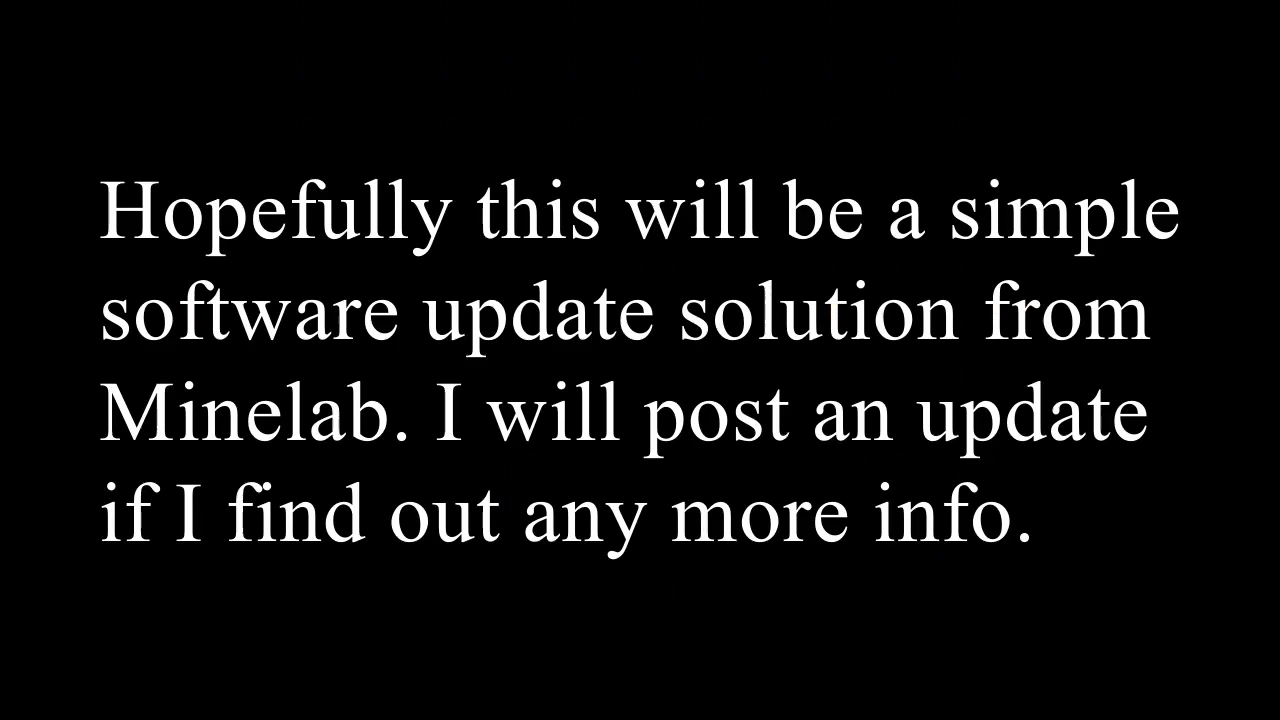 Hopefully this will be a simple
software update solution from
Minelab. I will post an update
if I find out any more info.